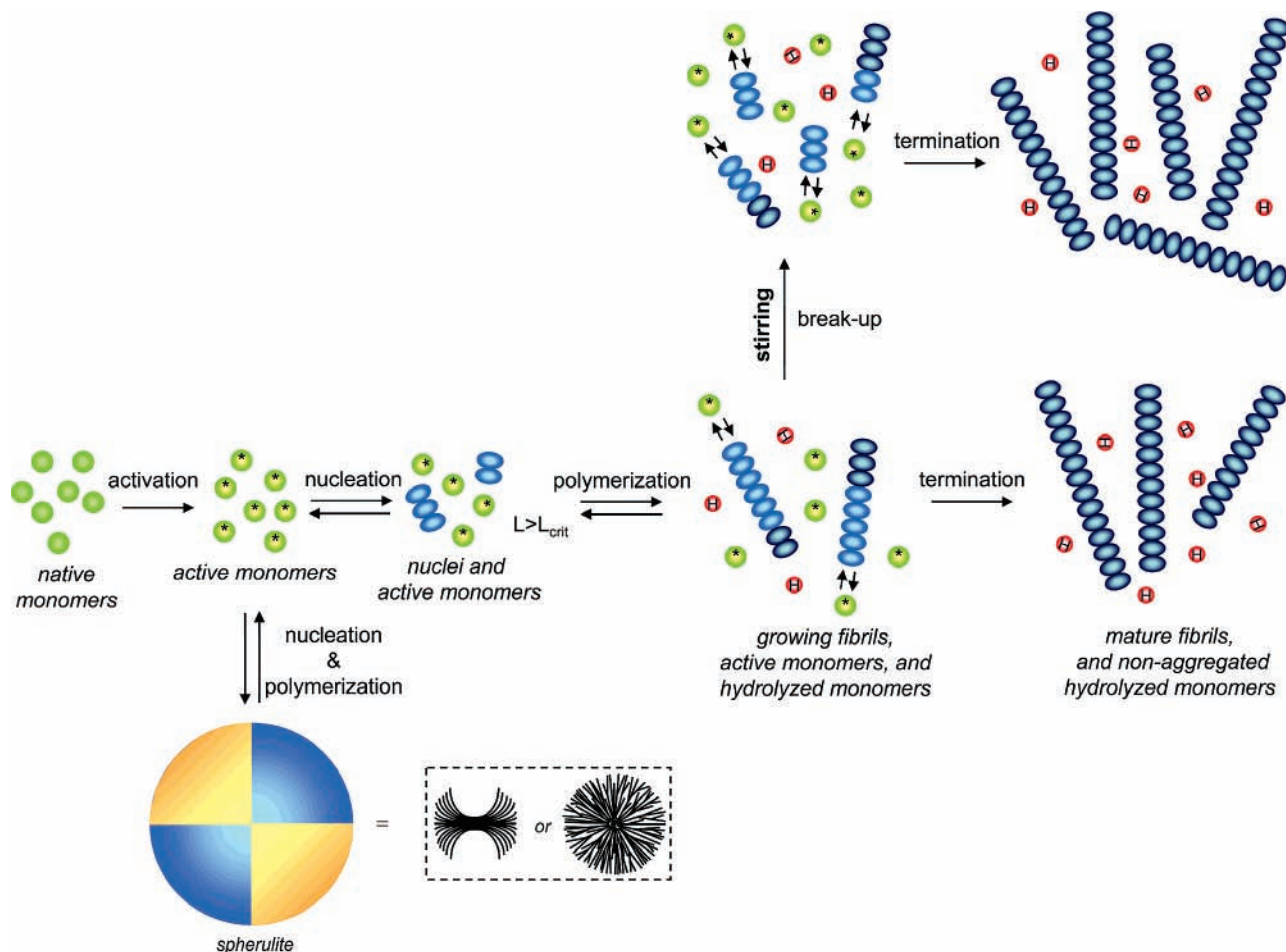 termination
stirring
break-up
activation
nucleation
polymerization
termination
L>Lcrit
native
monomers
active monomers
nuclei and
active monomers
growing fibrils,
active monomers, and
hydrolyzed monomers
mature fibrils,
and non-aggregated
hydrolyzed monomers
nucleation
&
polymerization
=
or
spherulite